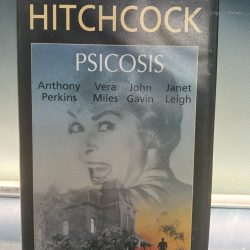 HITCHCOCK
PSICOSIS
Anthony Vera John Janet
Perkins Miles Gavin Leigh